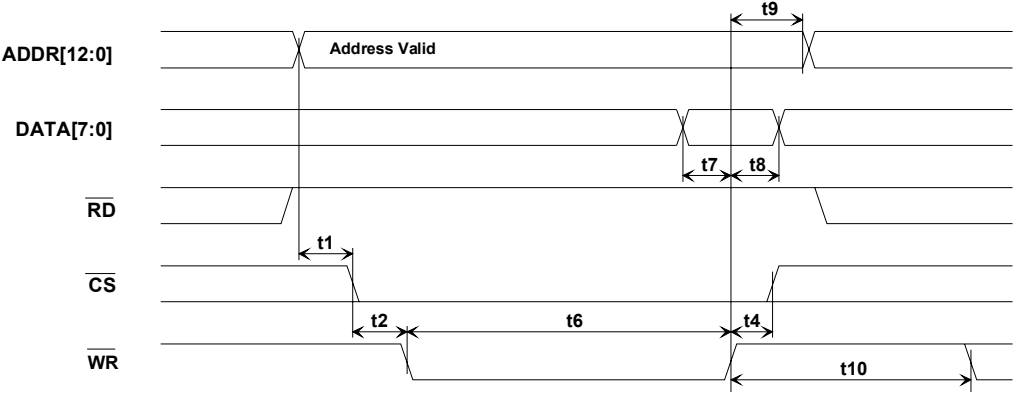 t9
ADDR[12:0]
Address Valid
DATA[7:0]
t7
t8
RD
t1
CS
t2
t6
t4
WR
t10